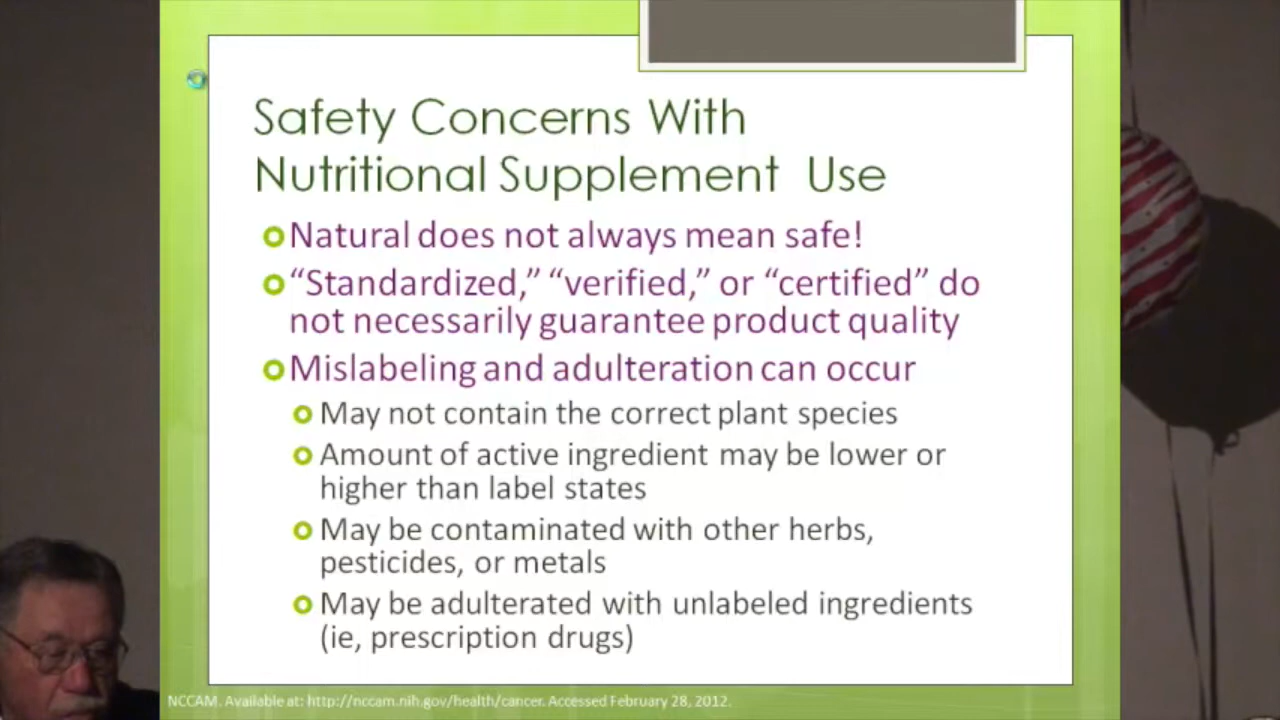 Safety Concerns With
Nutritional Supplement Use
Natural does not always mean safe!
“Standardized,” “verified,” or “certified” do
not necessarily guarantee product quality
Mislabeling and adulteration can occur
May not contain the correct plant species
Amount of active ingredient may be lower or
higher than label states
May be contaminated with other herbs,
pesticides, or metals
May be adulterated with unlabeled ingredients
(ie, prescription drugs)
NCCAM. Available at: http://nccam.nih.gov/health/cancer. Accessed February 28, 2012.